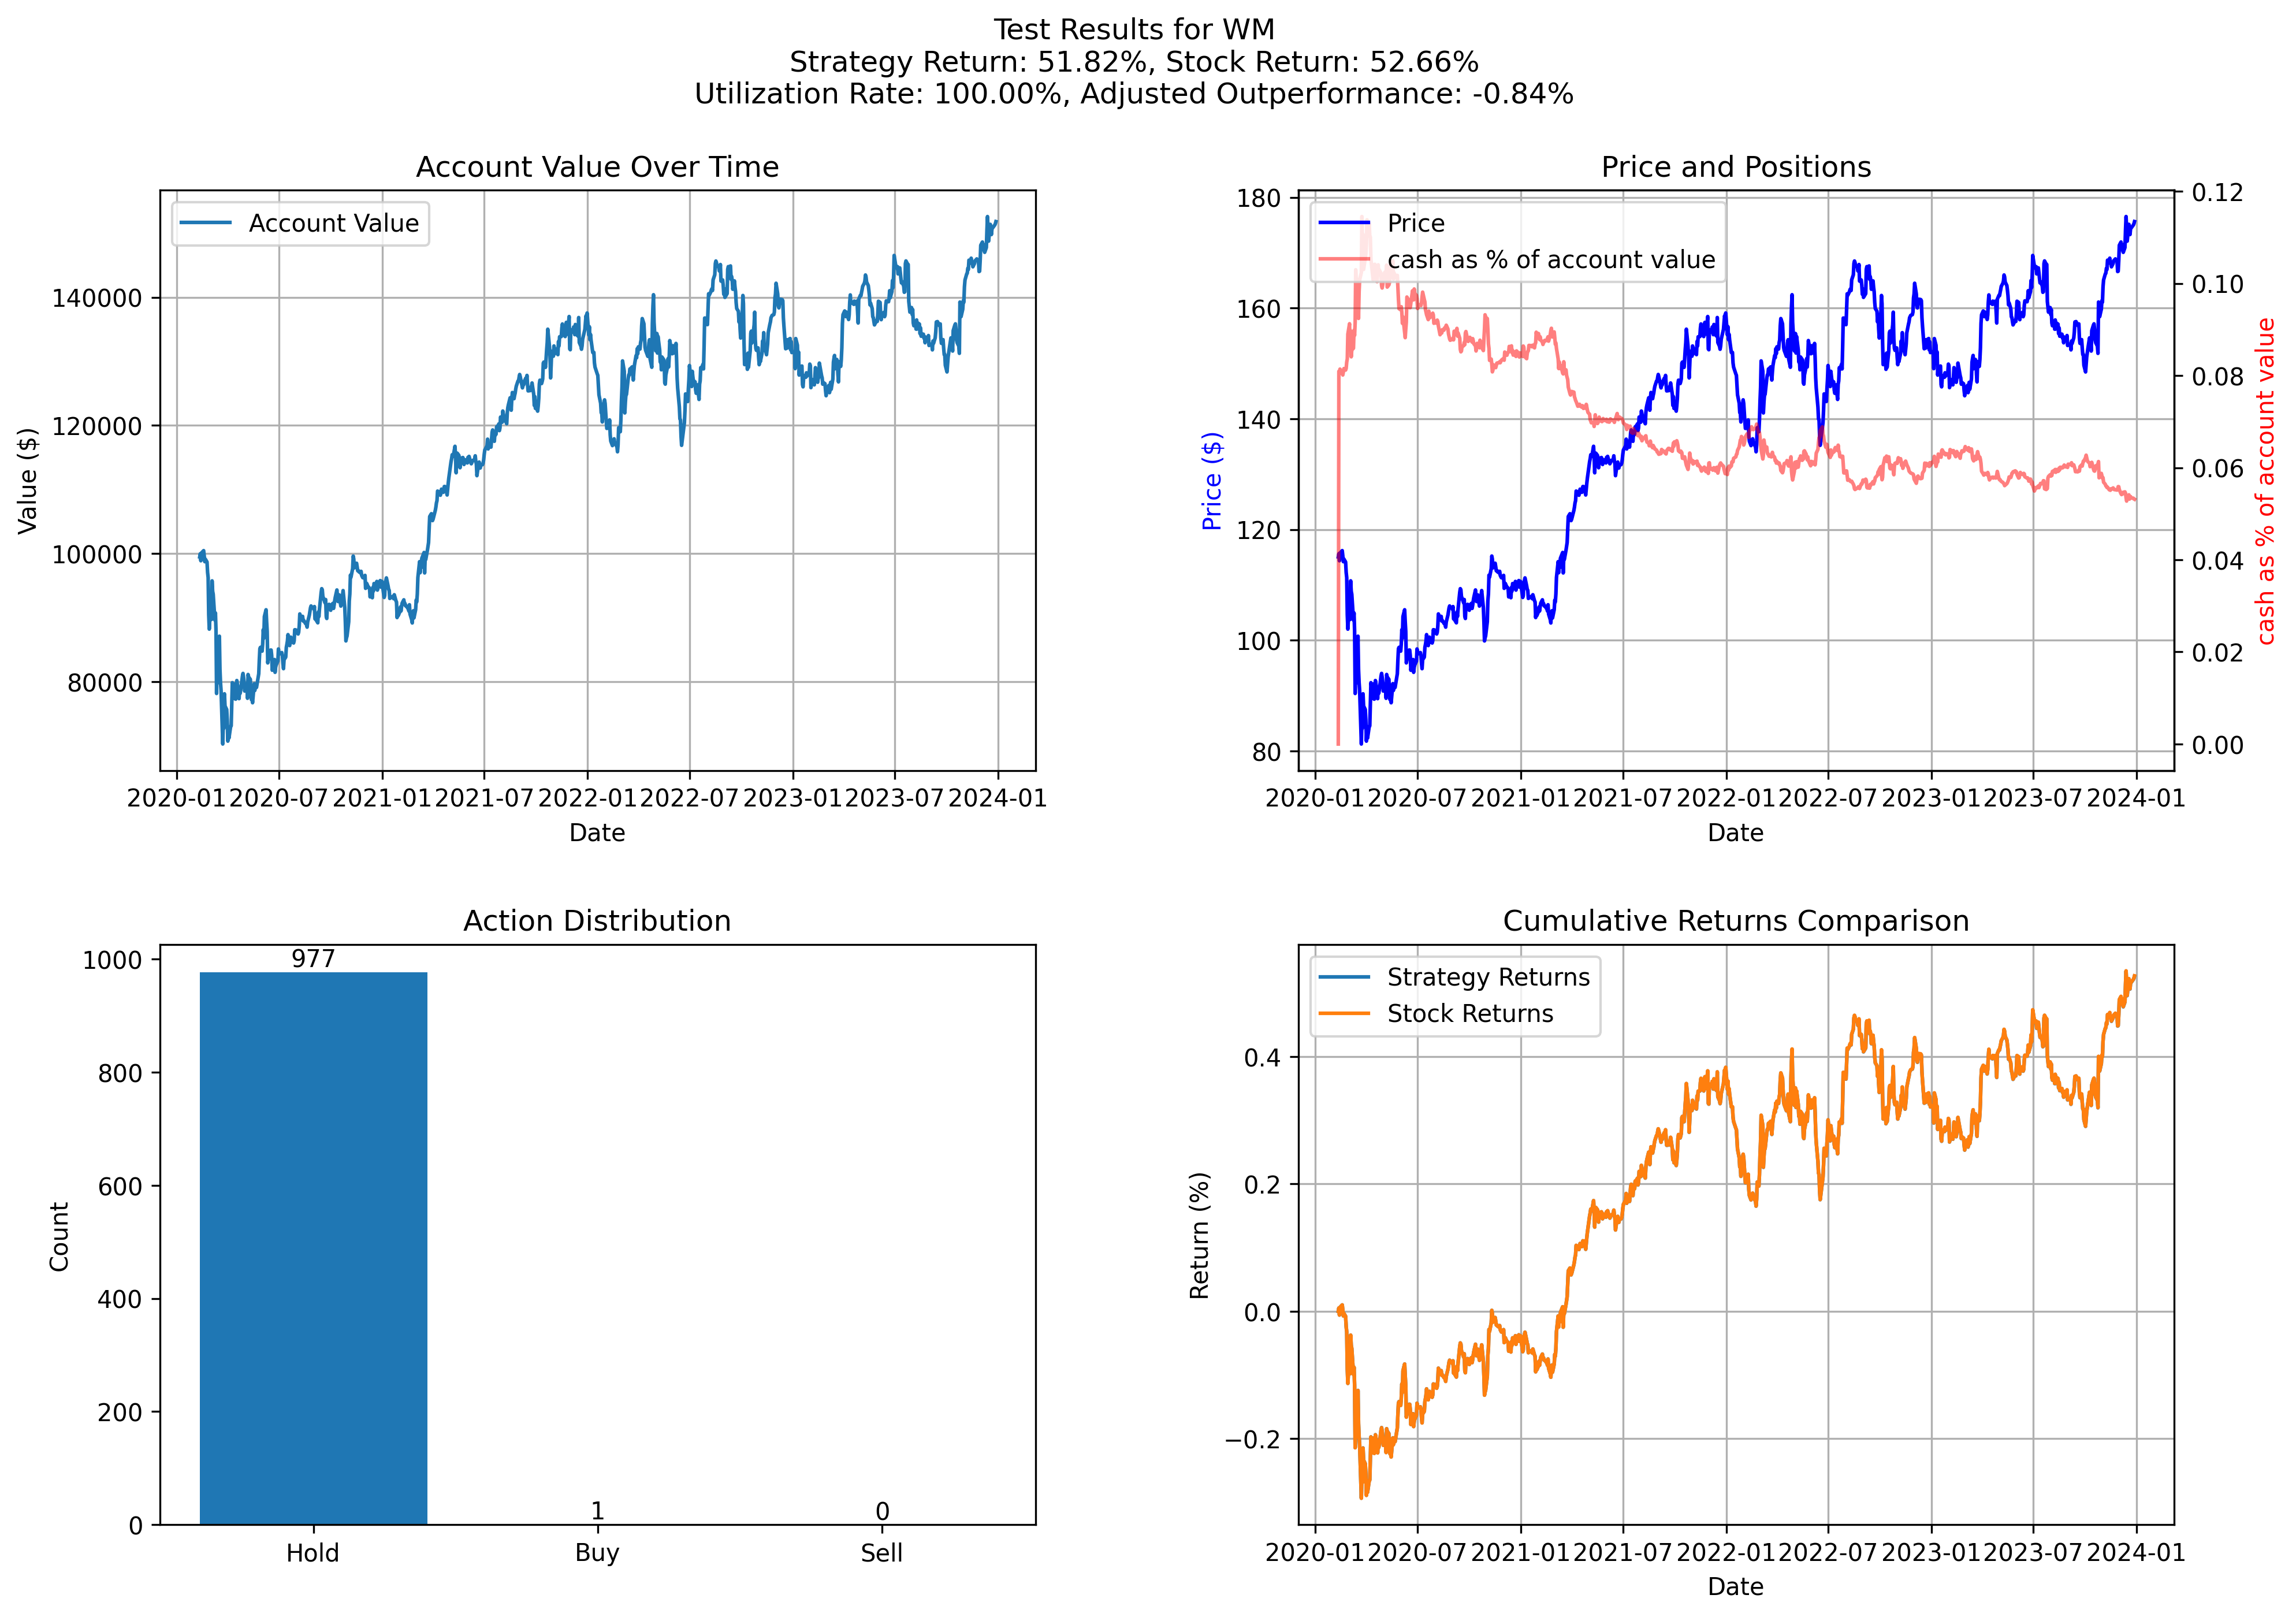 Test Results for WM
Strategy Return: 51.82%, Stock Return: 52.66%
Utilization Rate: 100.00%, Adjusted Outperformance: -0.84%
Account Value Over Time
Account Value
Value ($)
140000
120000
100000
80000
2020-01 2020-07 2021-01 2021-07 2022-01 2022-07 2023-01 2023-07 2024-01
Date
Price and Positions
Price
cash as % of account value
Price ($)
180
160
140
120
100
80
0.12
0.10
0.08
0.06
0.04
0.02
0.00
cash as % of account value
2020-01 2020-07 2021-01 2021-07 2022-01 2022-07 2023-01 2023-07 2024-01
Date
Action Distribution
Count
1000
800
600
400
200
0
977
1
0
Hold Buy Sell
Cumulative Returns Comparison
Strategy Returns
Stock Returns
Return (%)
0.4
0.2
0.0
−0.2
2020-01 2020-07 2021-01 2021-07 2022-01 2022-07 2023-01 2023-07 2024-01
Date